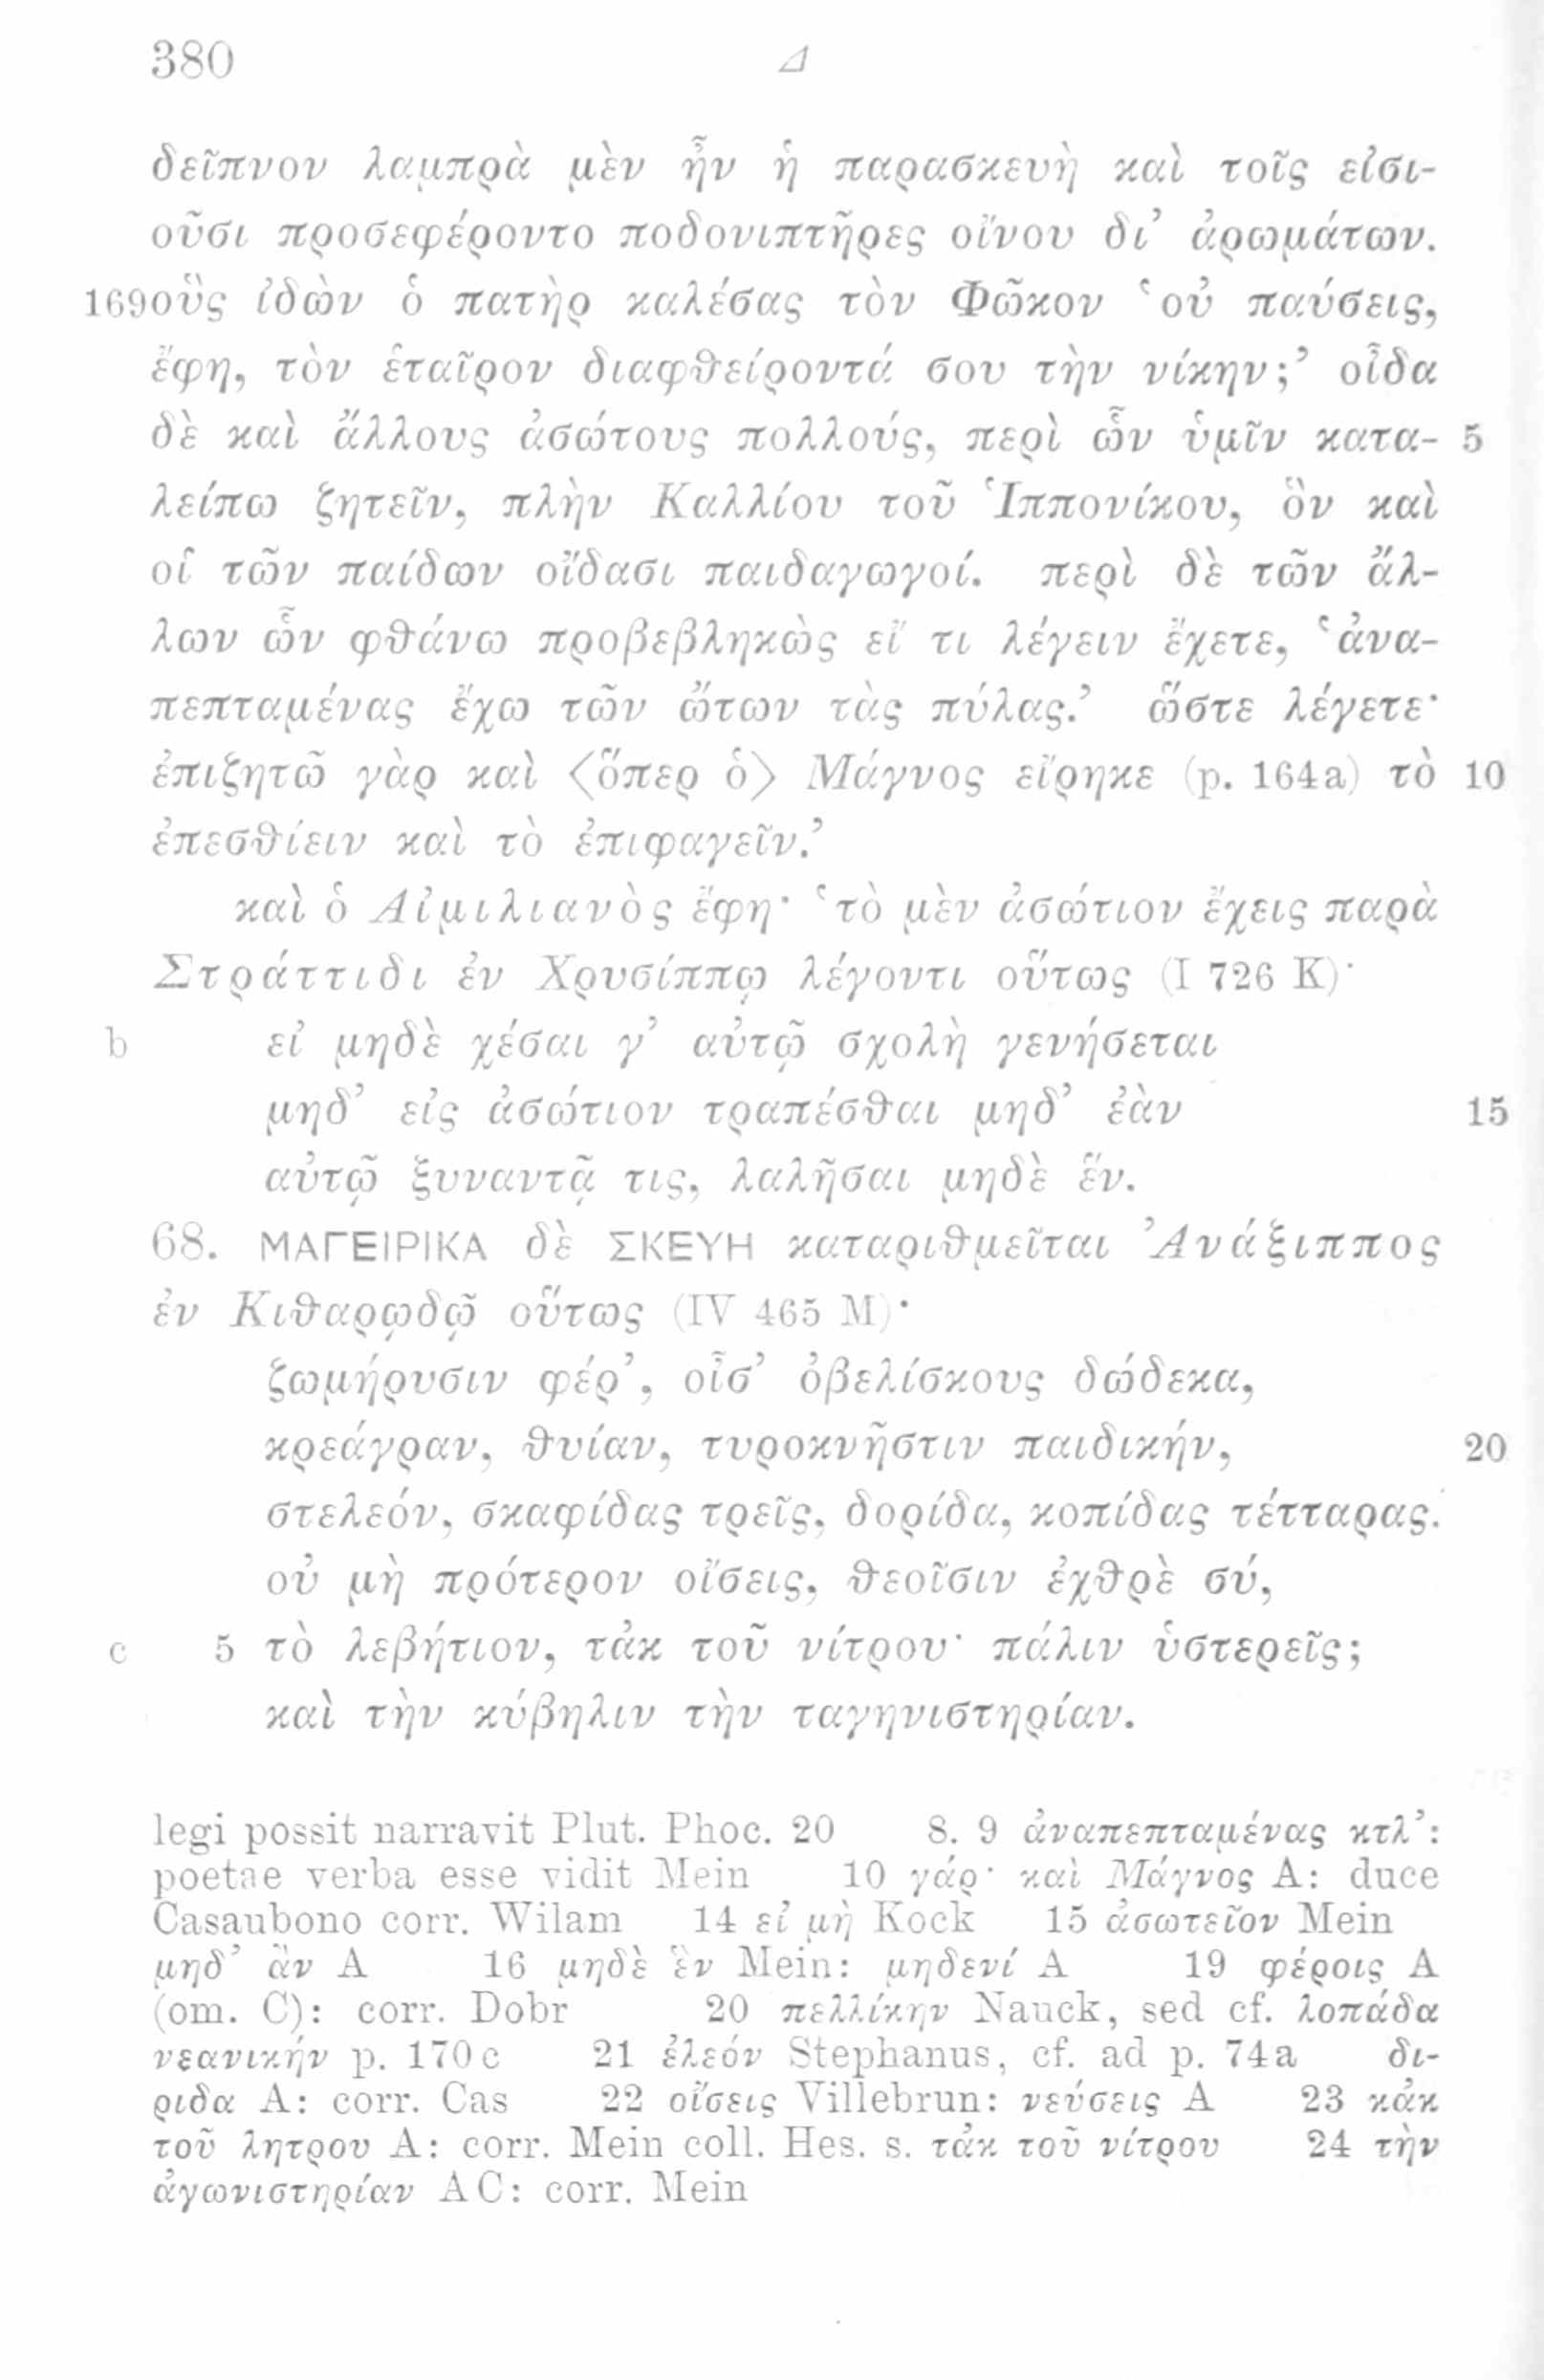 380 Δ
δεῖπνον λαμπρὰ μὲν ἦν ἡ παρασκευὴ καὶ τοῖς εἰσι-
οῦσι προσεφέροντο ποδονιπτῆρες οἴνου δι’ ἀρωμάτων.
169 οὓς ἰδὼν ὁ πατὴρ καλέσας τὸν Φῶκον ‘οὐ παύσεις,
ἔφη, τὸν ἑταῖρον διαφθείροντά σου τὴν νίκην;’ οἶδα
δὲ καὶ ἄλλους ἀσώτους πολλούς, περὶ ὧν ὑμῖν κατα- 5
λείπω ζητεῖν, πλὴν Καλλίου τοῦ Ἱππονίκου, ὃν καὶ
οἱ τῶν παίδων οἴδασι παιδαγωγοί. περὶ δὲ τῶν ἄλ-
λων ὧν φθάνω προβεβληκὼς εἴ τι λέγειν ἔχετε, ‘ἀνα-
πεπταμένας ἔχω τῶν ὤτων τὰς πύλας.’ ὥστε λέγετε·
ἐπιζητῶ γὰρ καὶ 〈ὅπερ ὁ〉 Μάγνος εἴρηκε (p. 164a) τὸ 10
ἐπεσθίειν καὶ τὸ ἐπιφαγεῖν.’
καὶ ὁ Αἰμιλιανὸς ἔφη· ‘τὸ μὲν ἀσώτιον ἔχεις παρὰ
Στράττιδι ἐν Χρυσίππῳ λέγοντι οὕτως (I 726 K)·
b εἰ μηδὲ χέσαι γ’ αὐτῷ σχολὴ γενήσεται
μηδ’ εἰς ἀσώτιον τραπέσθαι μηδ’ ἐὰν 15
αὐτῷ ξυναντᾷ τις, λαλῆσαι μηδὲ ἕν.
68. ΜΑΓΕΙΡΙΚΑ δὲ ΣΚΕΥΗ καταριθμεῖται Ἀνάξιππος
ἐν Κιθαρῳδῷ οὕτως (IV 465 M)·
ζωμήρυσιν φέρ’, οἶσ’ ὀβελίσκους δώδεκα,
κρεάγραν, θυίαν, τυροκνῆστιν παιδικήν, 20
στελεόν, σκαφίδας τρεῖς, δορίδα, κοπίδας τέτταρας.
οὐ μὴ πρότερον οἴσεις, θεοῖσιν ἐχθρὲ σύ,
c 5 τὸ λεβήτιον, τἀκ τοῦ νίτρου· πάλιν ὑστερεῖς;
καὶ τὴν κύβηλιν τὴν ταγηνιστηρίαν.
legi possit narravit Plut. Phoc. 20 8. 9 ἀναπεπταμένας κτλ’:
poetae verba esse vidit Mein 10 γάρ· καὶ Μάγνος A: duce
Casaubono corr. Wilam 14 εἰ μὴ Kock 15 ἀσωτεῖον Mein
μηδ’ ἂν A 16 μηδὲ ἓν Mein: μηδενί A 19 φέροις A
(om. C): corr. Dobr 20 πελλίκην Nauck, sed cf. λοπάδα
νεανικήν p. 170c 21 ἐλεόν Stephanus, cf. ad p. 74a δι-
ριδα A: corr. Cas 22 οἴσεις Villebrun: νεύσεις A 23 κἀκ
τοῦ λητρου A: corr. Mein coll. Hes. s. τἀκ τοῦ νίτρου 24 τὴν
ἀγωνιστηρίαν AC: corr. Mein